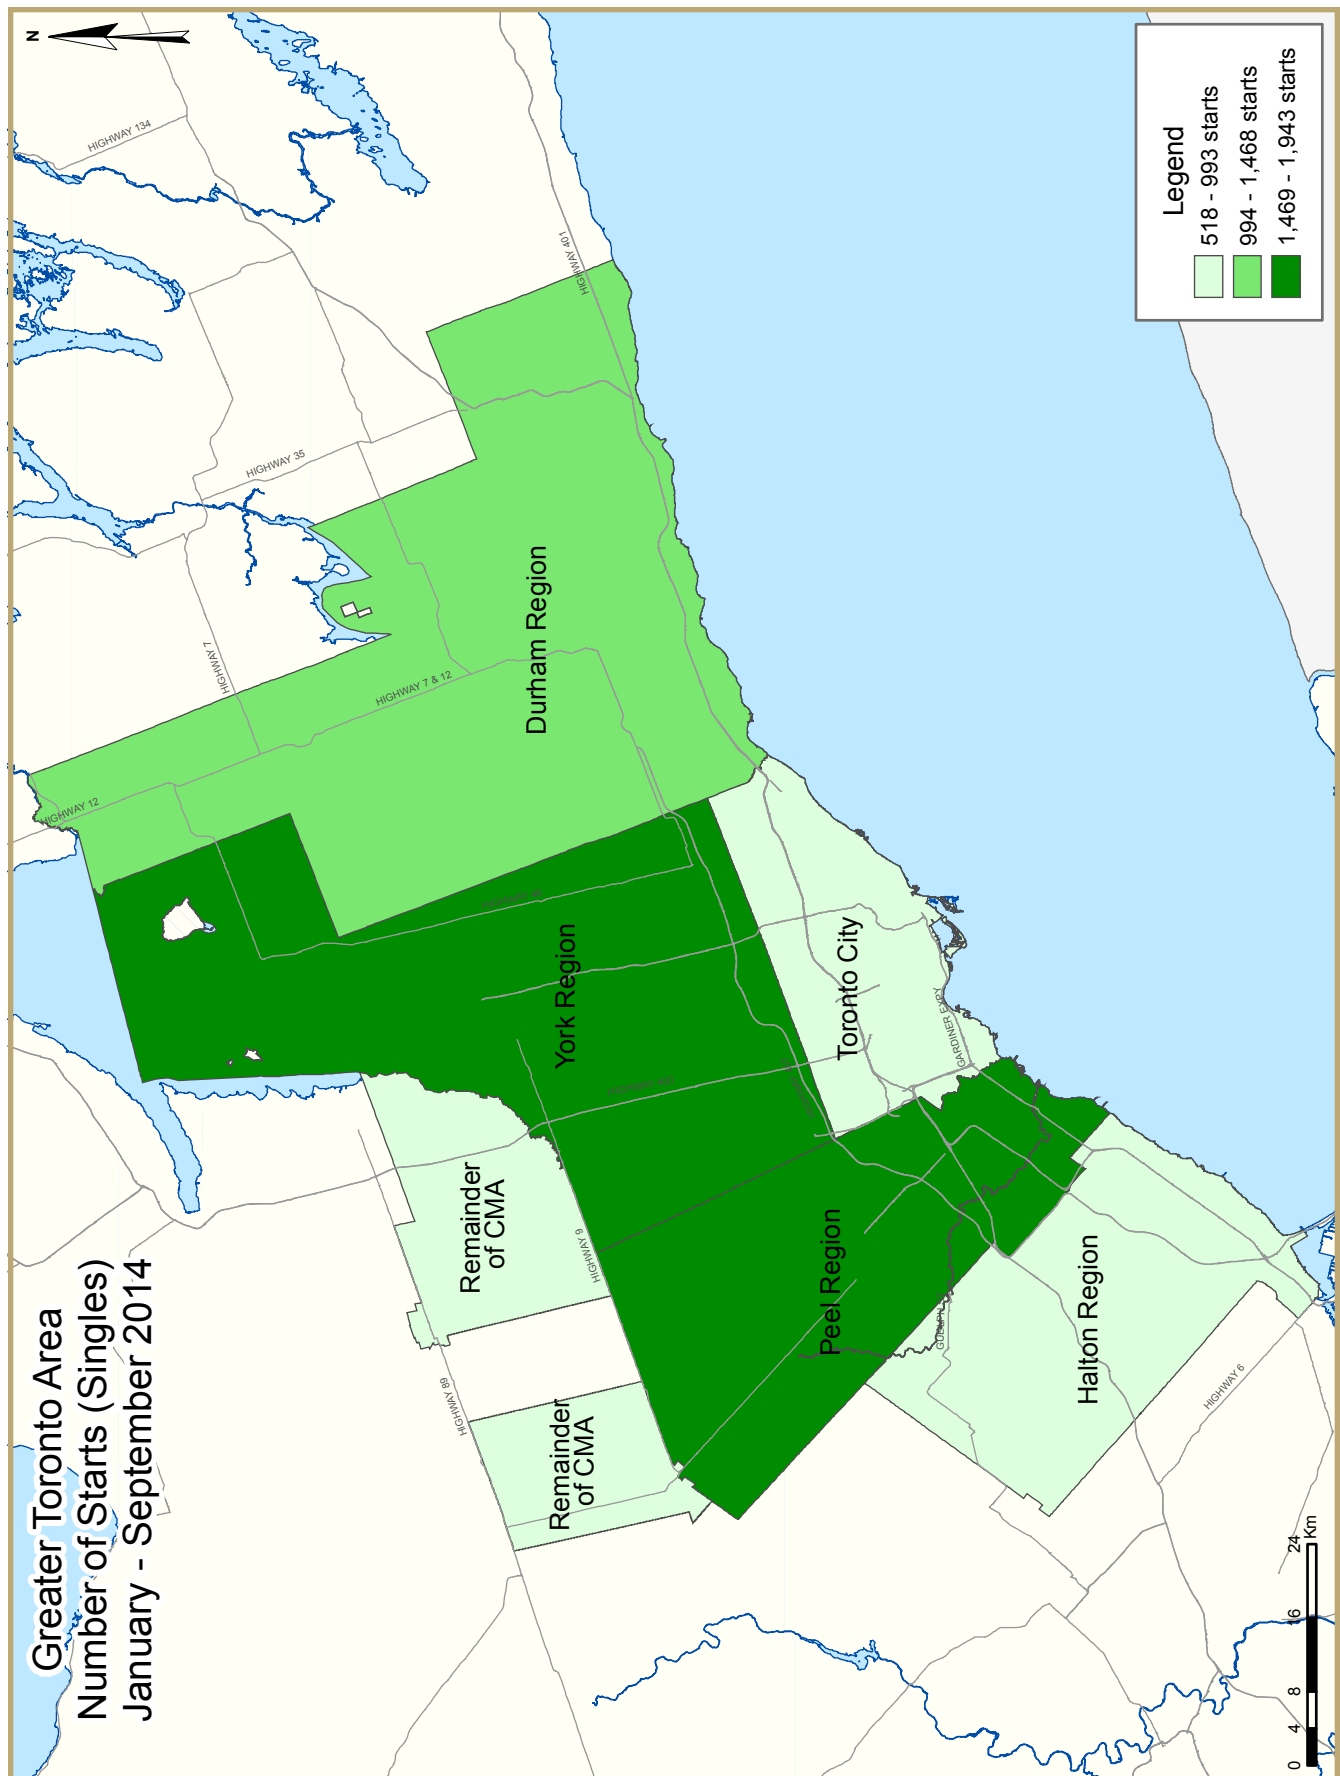 Greater Toronto Area
Number of Starts (Singles)
January - September 2014
N
HIGHWAY 134
HIGHWAY 401
HIGHWAY 35
HIGHWAY 7
HIGHWAY 7 & 12
HIGHWAY 12
Durham Region
York Region
Toronto City
GARDINER EXPY
Remainder
of CMA
HIGHWAY 9
HIGHWAY 89
Remainder
of CMA
Peel Region
Halton Region
HIGHWAY 6
Legend
518 - 993 starts
994 - 1,468 starts
1,469 - 1,943 starts
0 4 8 16 24
Km